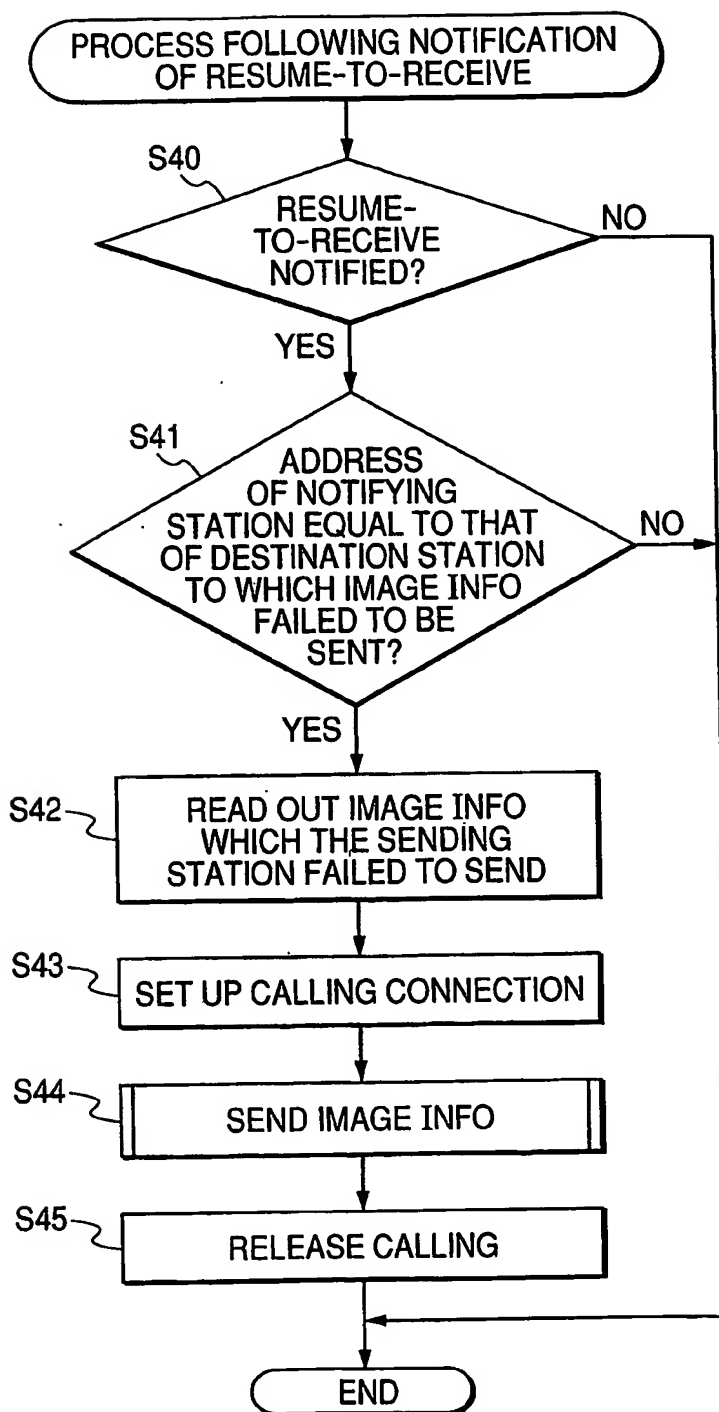 PROCESS FOLLOWING NOTIFICATION
OF RESUME-TO-RECEIVE
S40
RESUME-
TO-RECEIVE
NOTIFIED?
NO
YES
S41
ADDRESS
OF NOTIFYING
STATION EQUAL TO THAT
OF DESTINATION STATION
TO WHICH IMAGE INFO
FAILED TO BE
SENT?
NO
YES
S42
READ OUT IMAGE INFO
WHICH THE SENDING
STATION FAILED TO SEND
S43
SET UP CALLING CONNECTION
S44
SEND IMAGE INFO
S45
RELEASE CALLING
END